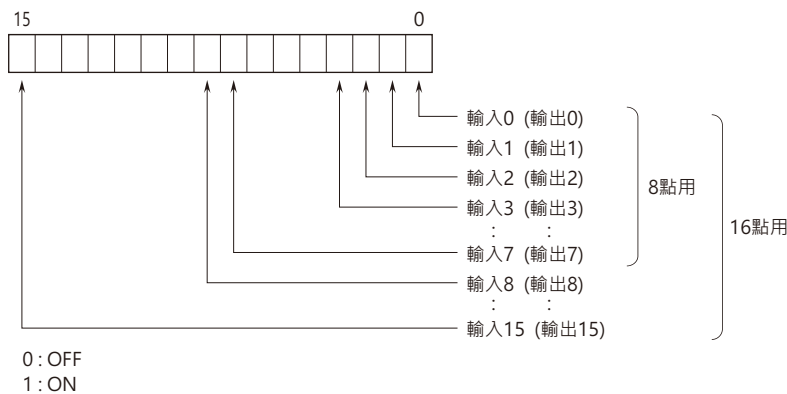 15 0
輸入0 (輸出0)
輸入1 (輸出1)
輸入2 (輸出2)
輸入3 (輸出3)
: :
輸入7 (輸出7)
輸入8 (輸出8)
: :
輸入15 (輸出15)
8點用
16點用
0 : OFF
1 : ON